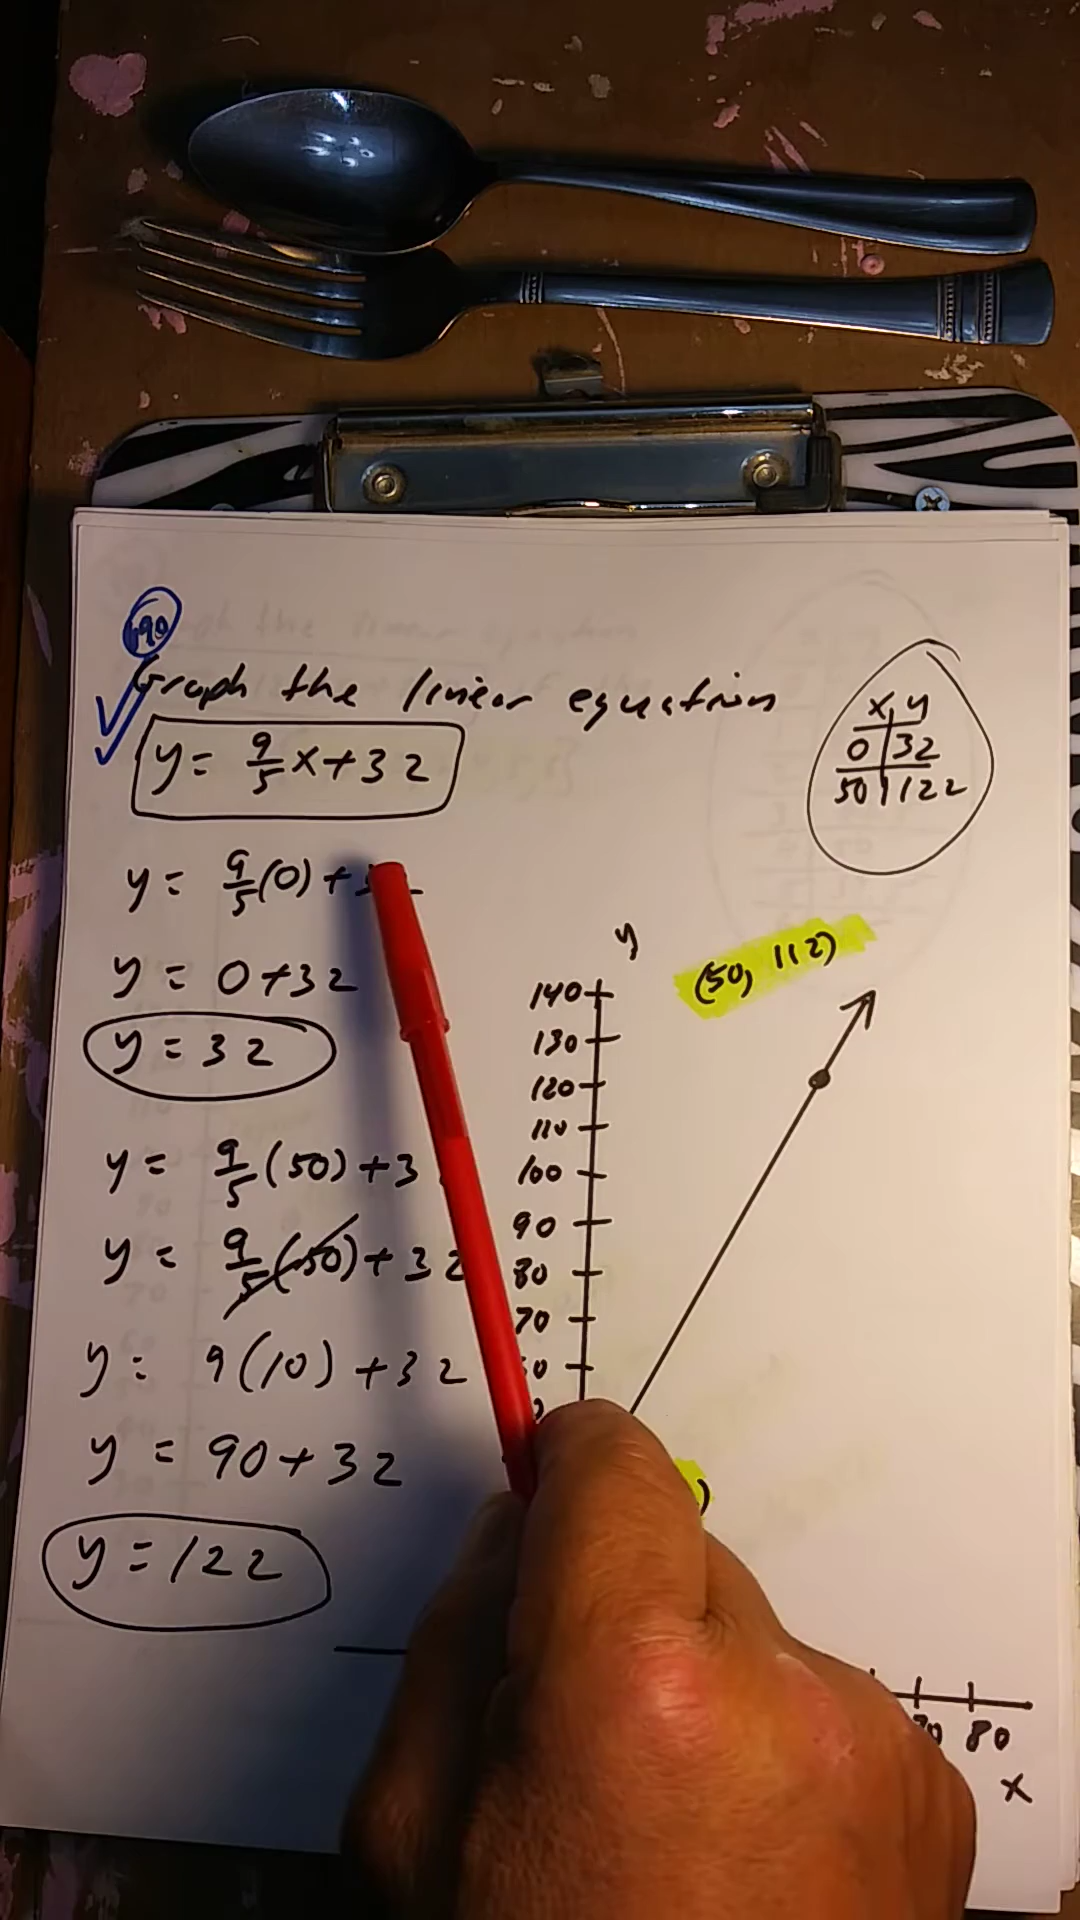 490
Graph the linear equation
y = 9/5 x + 32
x y
0 32
50 122
y = 9/5 (0) +
y = 0 + 32
y = 32
y = 9/5 (50) + 3
y = 9/5 (50) + 32
y = 9(10) + 32
y = 90 + 32
y = 122
y
(50, 112)
140
130
120
110
100
90
80
70
80
x